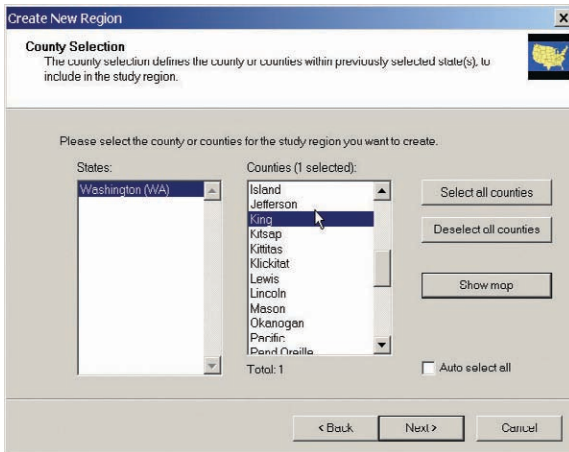 Create New Region
County Selection
The county selection defines the county or counties within previously selected state(s), to
include in the study region.
Please select the county or counties for the study region you want to create.
States:
Counties (1 selected):
Washington (WA)
Island
Jefferson
King
Kitsap
Kittitas
Klickitat
Lewis
Lincoln
Mason
Okanogan
Pacific
Pend Oreille
Total: 1
Select all counties
Deselect all counties
Show map
Auto select all
< Back
Next >
Cancel